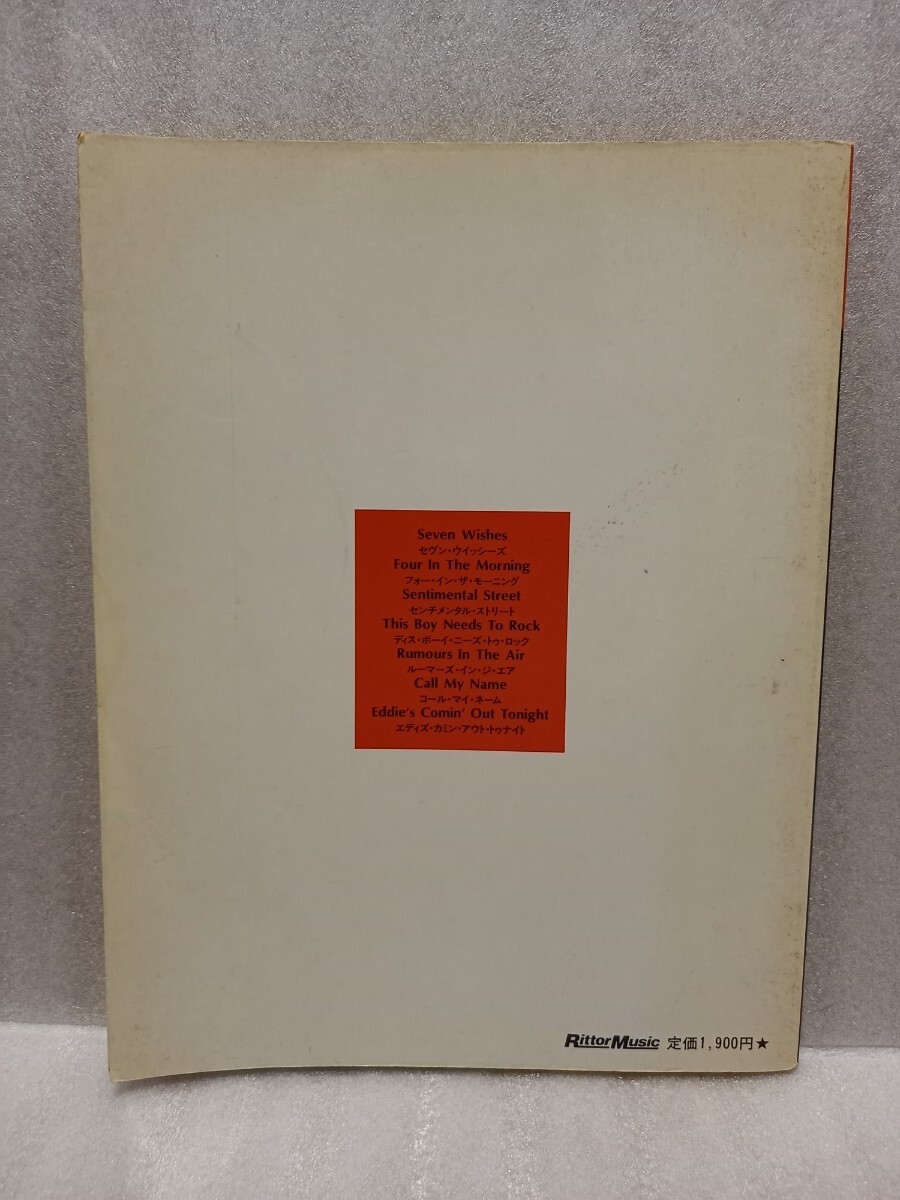 Seven Wishes
セヴン・ウイッシーズ
Four In The Morning
フォー・イン・ザ・モーニング
Sentimental Street
センチメンタル・ストリート
This Boy Needs To Rock
ディス・ボーイ・ニーズ・トゥ・ロック
Rumours In The Air
ルーマーズ・イン・ジ・エア
Call My Name
コール・マイ・ネーム
Eddie's Comin' Out Tonight
エディズ・カミン・アウト・トゥナイト
RittorMusic 定価1,900円★